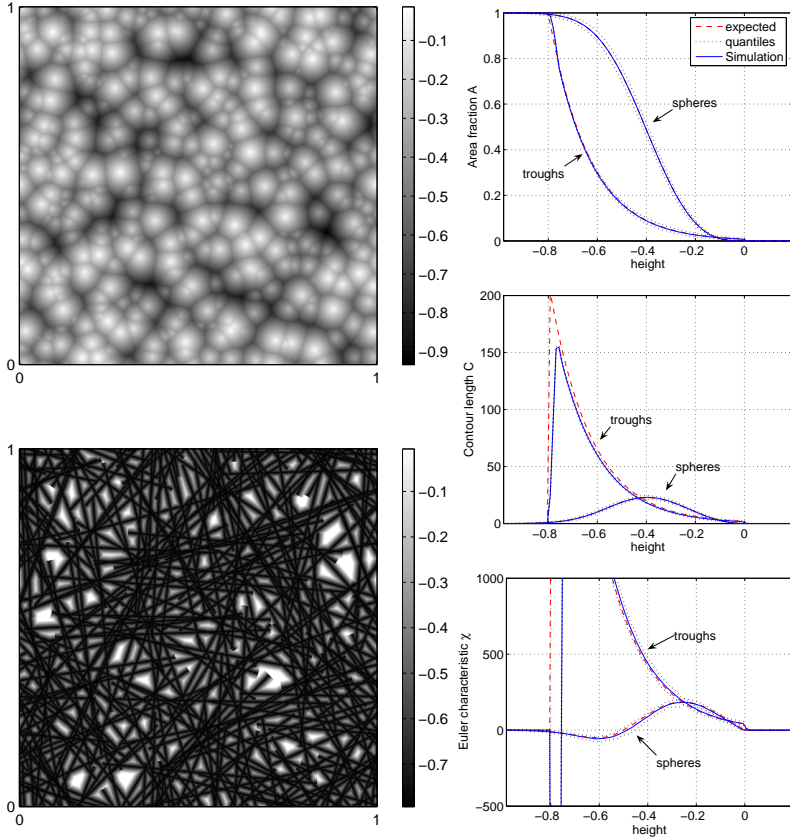 1
0
1
−0.1
−0.2
−0.3
−0.4
−0.5
−0.6
−0.7
−0.8
−0.9
1
0.8
0.6
0.4
0.2
0
−0.8 −0.6 −0.4 −0.2 0
height
Area fraction A
expected
quantiles
Simulation
spheres
troughs
200
150
100
50
0
−0.8 −0.6 −0.4 −0.2 0
height
Contour length C
troughs
spheres
1
0
0 1
−0.1
−0.2
−0.3
−0.4
−0.5
−0.6
−0.7
1000
500
0
−500
−0.8 −0.6 −0.4 −0.2 0
height
Euler characteristic χ
troughs
spheres